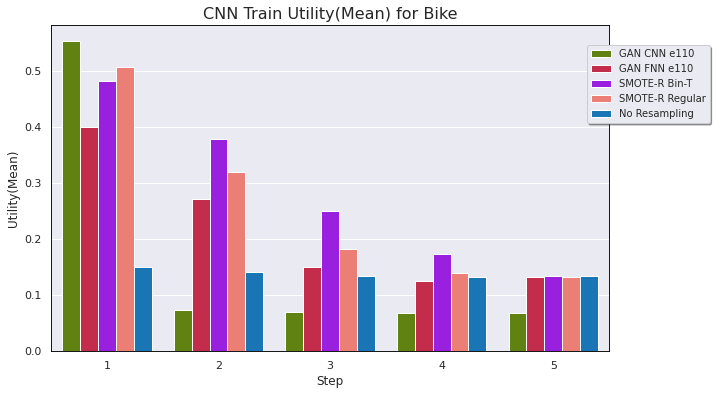 CNN Train Utility(Mean) for Bike
GAN CNN e110
GAN FNN e110
SMOTE-R Bin-T
SMOTE-R Regular
No Resampling
Utility(Mean)
0.5
0.4
0.3
0.2
0.1
0.0
1 2 3 4 5
Step